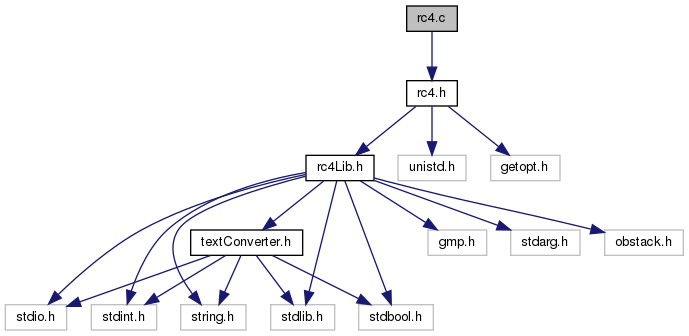 rc4.c
rc4.h
rc4Lib.h
unistd.h
getopt.h
textConverter.h
gmp.h
stdarg.h
obstack.h
stdio.h
stdint.h
string.h
stdlib.h
stdbool.h